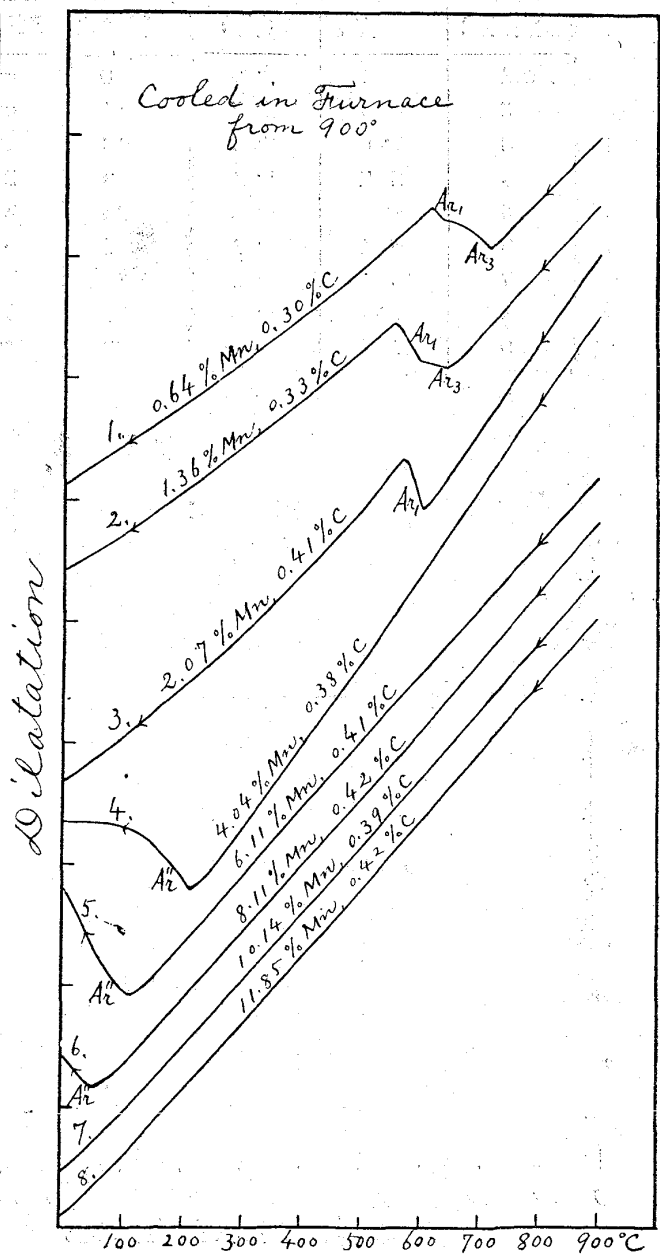 Cooled in Furnace
from 900°
Ar₁
Ar₃
1. 0.64 % Mn, 0.30 % C
Ar₁
Ar₃
2. 1.36 % Mn, 0.33 % C
Ar₁
3. 2.07 % Mn, 0.41 % C
4. 4.04 % Mn, 0.38 % C
Ar"
5. 6.11 % Mn, 0.41 % C
Ar"
6. 8.11 % Mn, 0.42 % C
Ar"
7. 10.14 % Mn, 0.39 % C
8. 11.85 % Mn, 0.42 % C
Dilatation
100 200 300 400 500 600 700 800 900°C